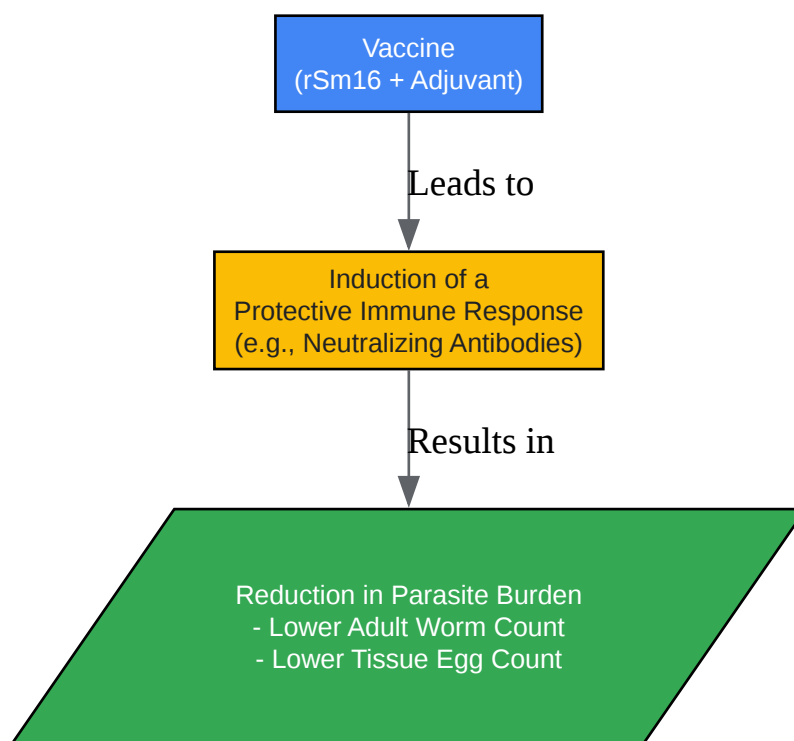 Vaccine
(rSm16 + Adjuvant)
Leads to
Induction of a
Protective Immune Response
(e.g., Neutralizing Antibodies)
Results in
Reduction in Parasite Burden
- Lower Adult Worm Count
- Lower Tissue Egg Count